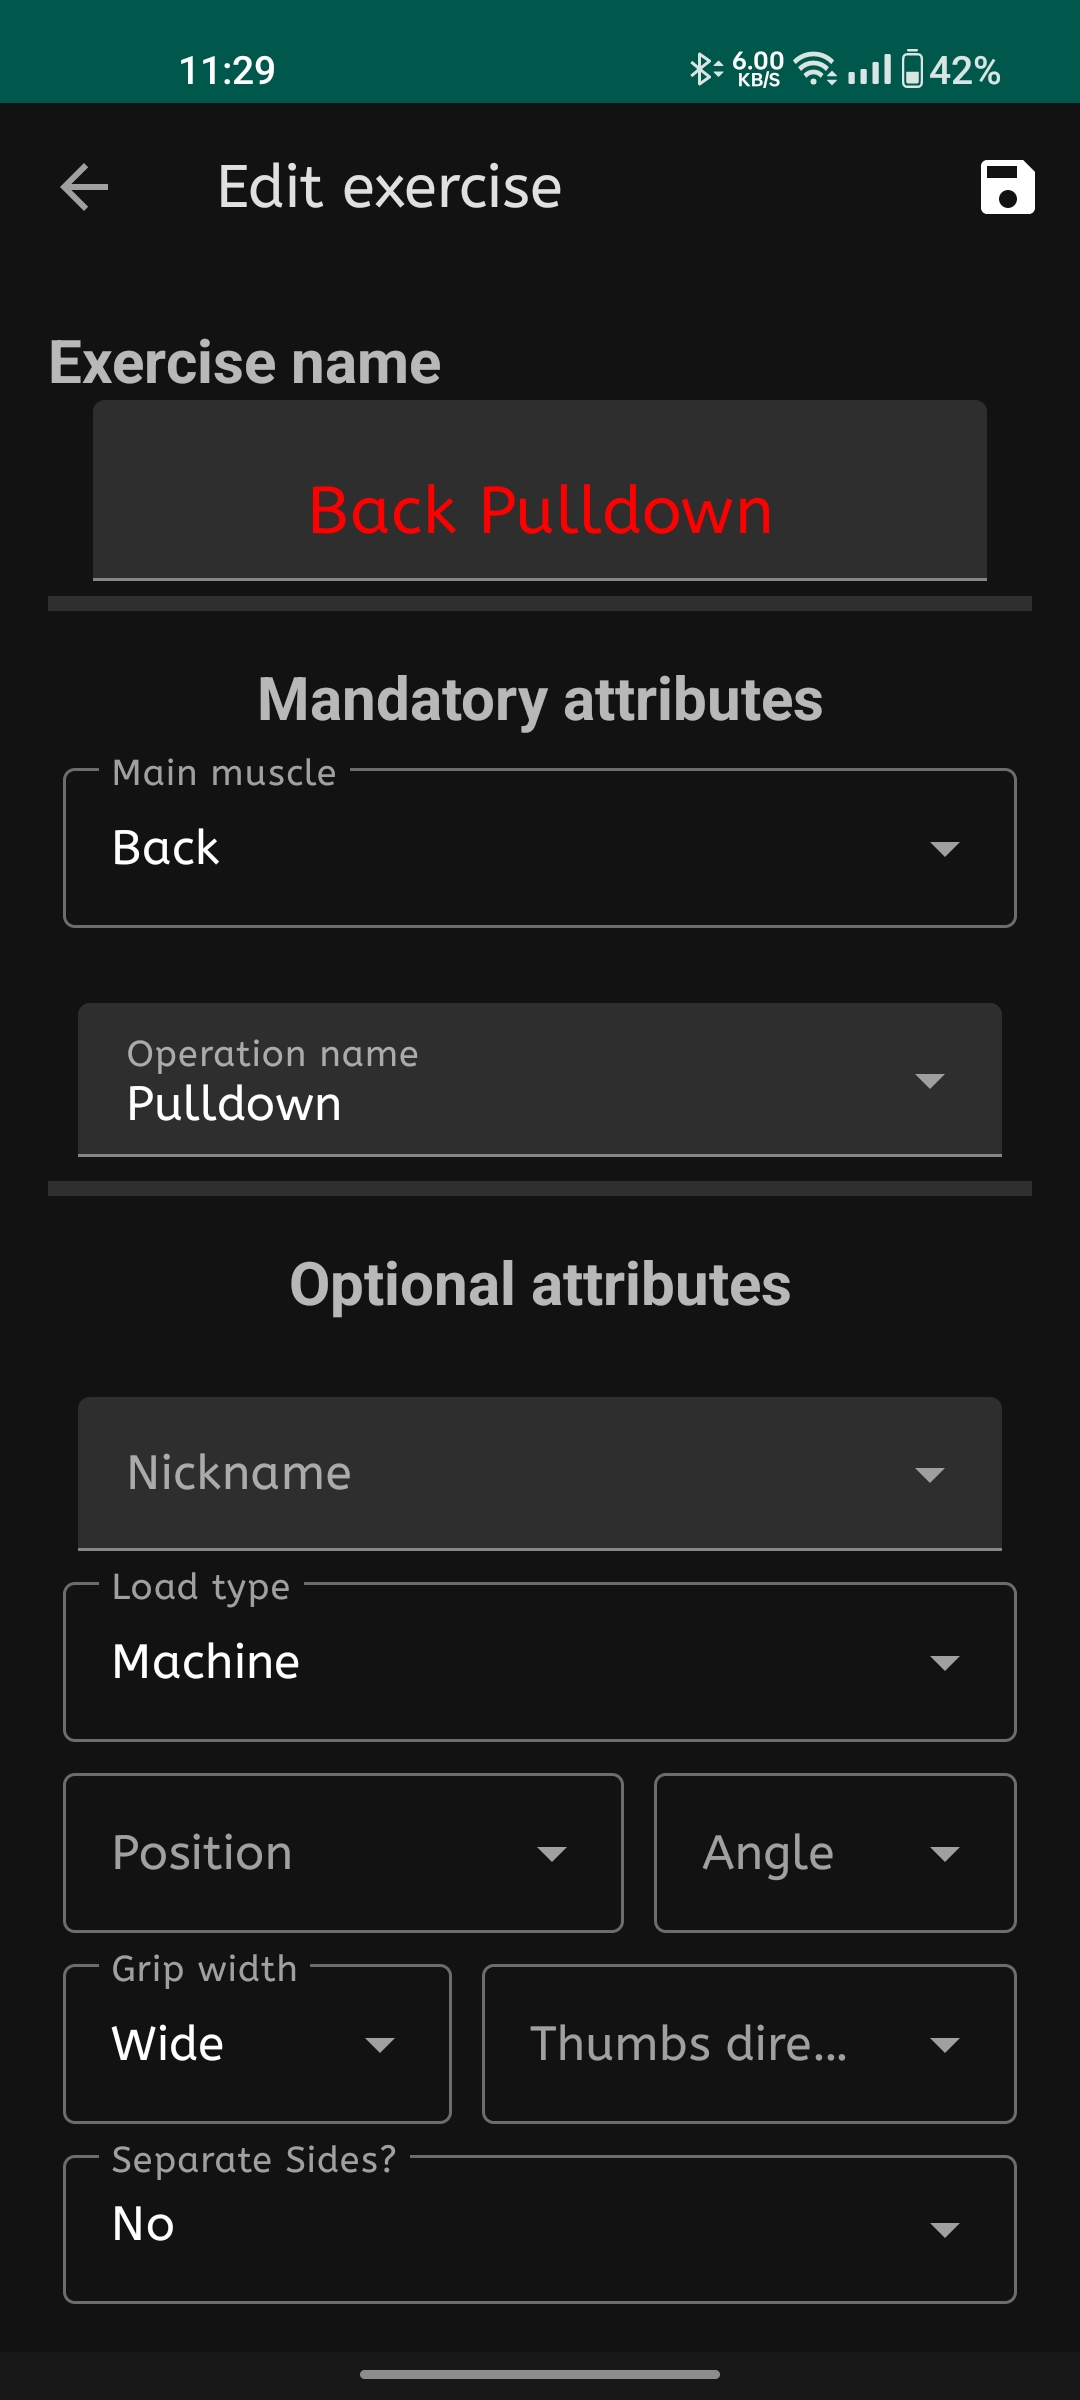 11:29
6.00
KB/S
42%
Edit exercise
Exercise name
Back Pulldown
Mandatory attributes
Main muscle
Back
Operation name
Pulldown
Optional attributes
Nickname
Load type
Machine
Position
Angle
Grip width
Wide
Thumbs dire...
Separate Sides?
No